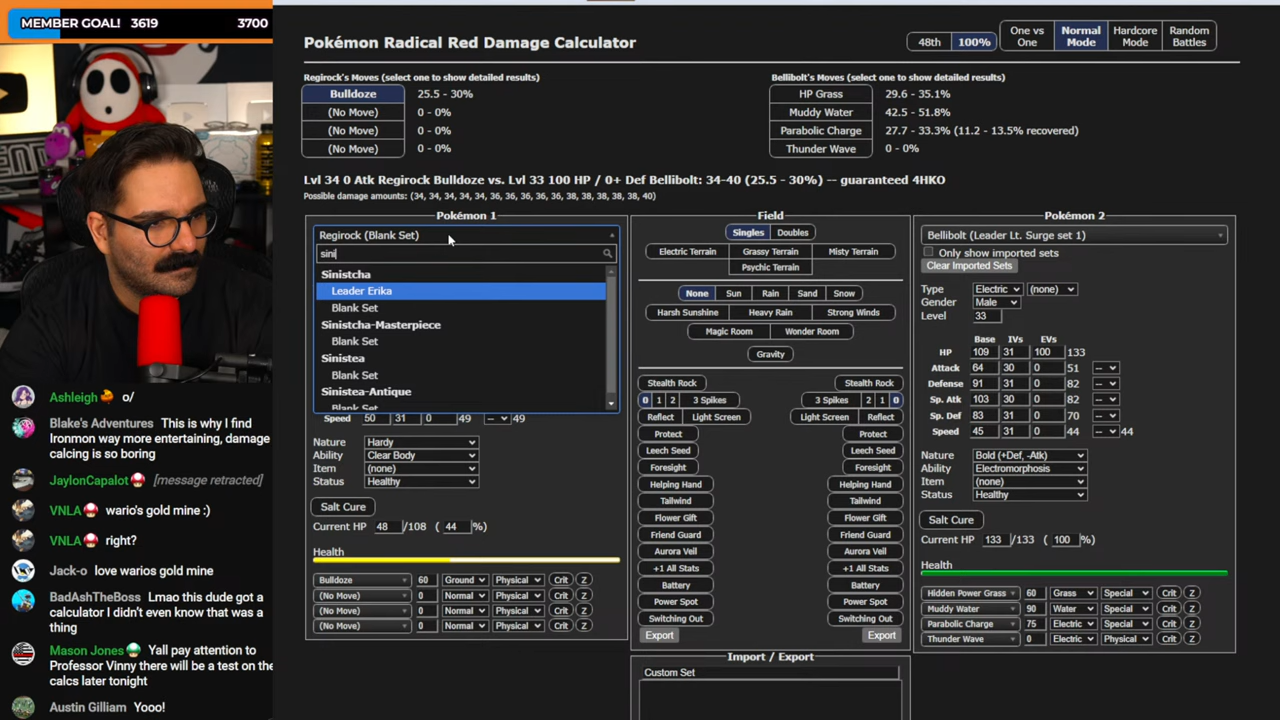 MEMBER GOAL! 3619 3700
Pokémon Radical Red Damage Calculator
48th 100%
One vs One
Normal Mode
Hardcore Mode
Random Battles
Regirock's Moves (select one to show detailed results)
Bulldoze 25.5 - 30%
(No Move) 0 - 0%
(No Move) 0 - 0%
(No Move) 0 - 0%
Bellibolt's Moves (select one to show detailed results)
HP Grass 29.6 - 35.1%
Muddy Water 42.5 - 51.8%
Parabolic Charge 27.7 - 33.3% (11.2 - 13.5% recovered)
Thunder Wave 0 - 0%
Lvl 34 0 Atk Regirock Bulldoze vs. Lvl 33 100 HP / 0+ Def Bellibolt: 34-40 (25.5 - 30%) -- guaranteed 4HKO
Possible damage amounts: (34, 34, 34, 34, 34, 36, 36, 36, 36, 36, 38, 38, 38, 38, 38, 40)
Pokémon 1
Regirock (Blank Set)
sini
Sinistcha
Leader Erika
Blank Set
Sinistcha-Masterpiece
Blank Set
Sinistea
Blank Set
Sinistea-Antique
Blank Set
Speed 50 31 0 49 -- 49
Nature Hardy
Ability Clear Body
Item (none)
Status Healthy
Salt Cure
Current HP 48 /108 ( 44 %)
Health
Bulldoze 60 Ground Physical Crit Z
(No Move) 0 Normal Physical Crit Z
(No Move) 0 Normal Physical Crit Z
(No Move) 0 Normal Physical Crit Z
Field
Singles Doubles
Electric Terrain Grassy Terrain Misty Terrain
Psychic Terrain
None Sun Rain Sand Snow
Harsh Sunshine Heavy Rain Strong Winds
Magic Room Wonder Room
Gravity
Stealth Rock Stealth Rock
0 1 2 3 Spikes 3 Spikes 2 1 0
Reflect Light Screen Light Screen Reflect
Protect Protect
Leech Seed Leech Seed
Foresight Foresight
Helping Hand Helping Hand
Tailwind Tailwind
Flower Gift Flower Gift
Friend Guard Friend Guard
Aurora Veil Aurora Veil
+1 All Stats +1 All Stats
Battery Battery
Power Spot Power Spot
Switching Out Switching Out
Export Export
Import / Export
Custom Set
Pokémon 2
Bellibolt (Leader Lt. Surge set 1)
Only show imported sets
Clear Imported Sets
Type Electric (none)
Gender Male
Level 33
Base IVs EVs
HP 109 31 100 133
Attack 64 30 0 82 --
Defense 91 31 0 82 --
Sp. Atk 103 30 0 82 --
Sp. Def 83 31 0 70 --
Speed 45 31 0 44 -- 44
Nature Bold (+Def, -Atk)
Ability Electromorphosis
Item (none)
Status Healthy
Salt Cure
Current HP 133 /133 ( 100 %)
Health
Hidden Power Grass 60 Grass Special Crit Z
Muddy Water 90 Water Special Crit Z
Parabolic Charge 75 Electric Special Crit Z
Thunder Wave 0 Electric Physical Crit Z
Ashleigh o/
Blake's Adventures This is why I find
Ironmon way more entertaining, damage
calcing is so boring
JaylonCapalot [message retracted]
VNLA wario's gold mine :)
VNLA right?
Jack-o love warios gold mine
BadAshTheBoss Lmao this dude got a
calculator I didn't even know that was a
thing
Mason Jones Yall pay attention to
Professor Vinny there will be a test on the
calcs later tonight
Austin Gilliam Yooo!